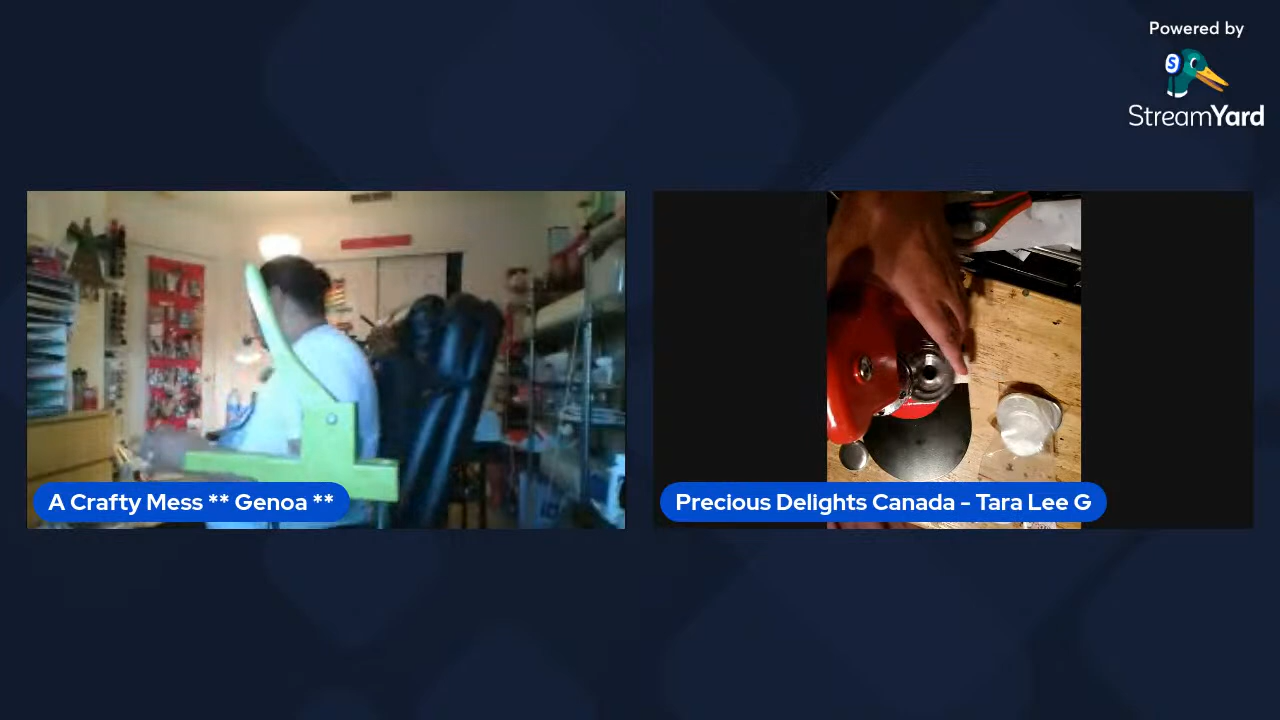 Powered by
S
StreamYard
A Crafty Mess ** Genoa **
Precious Delights Canada - Tara Lee G